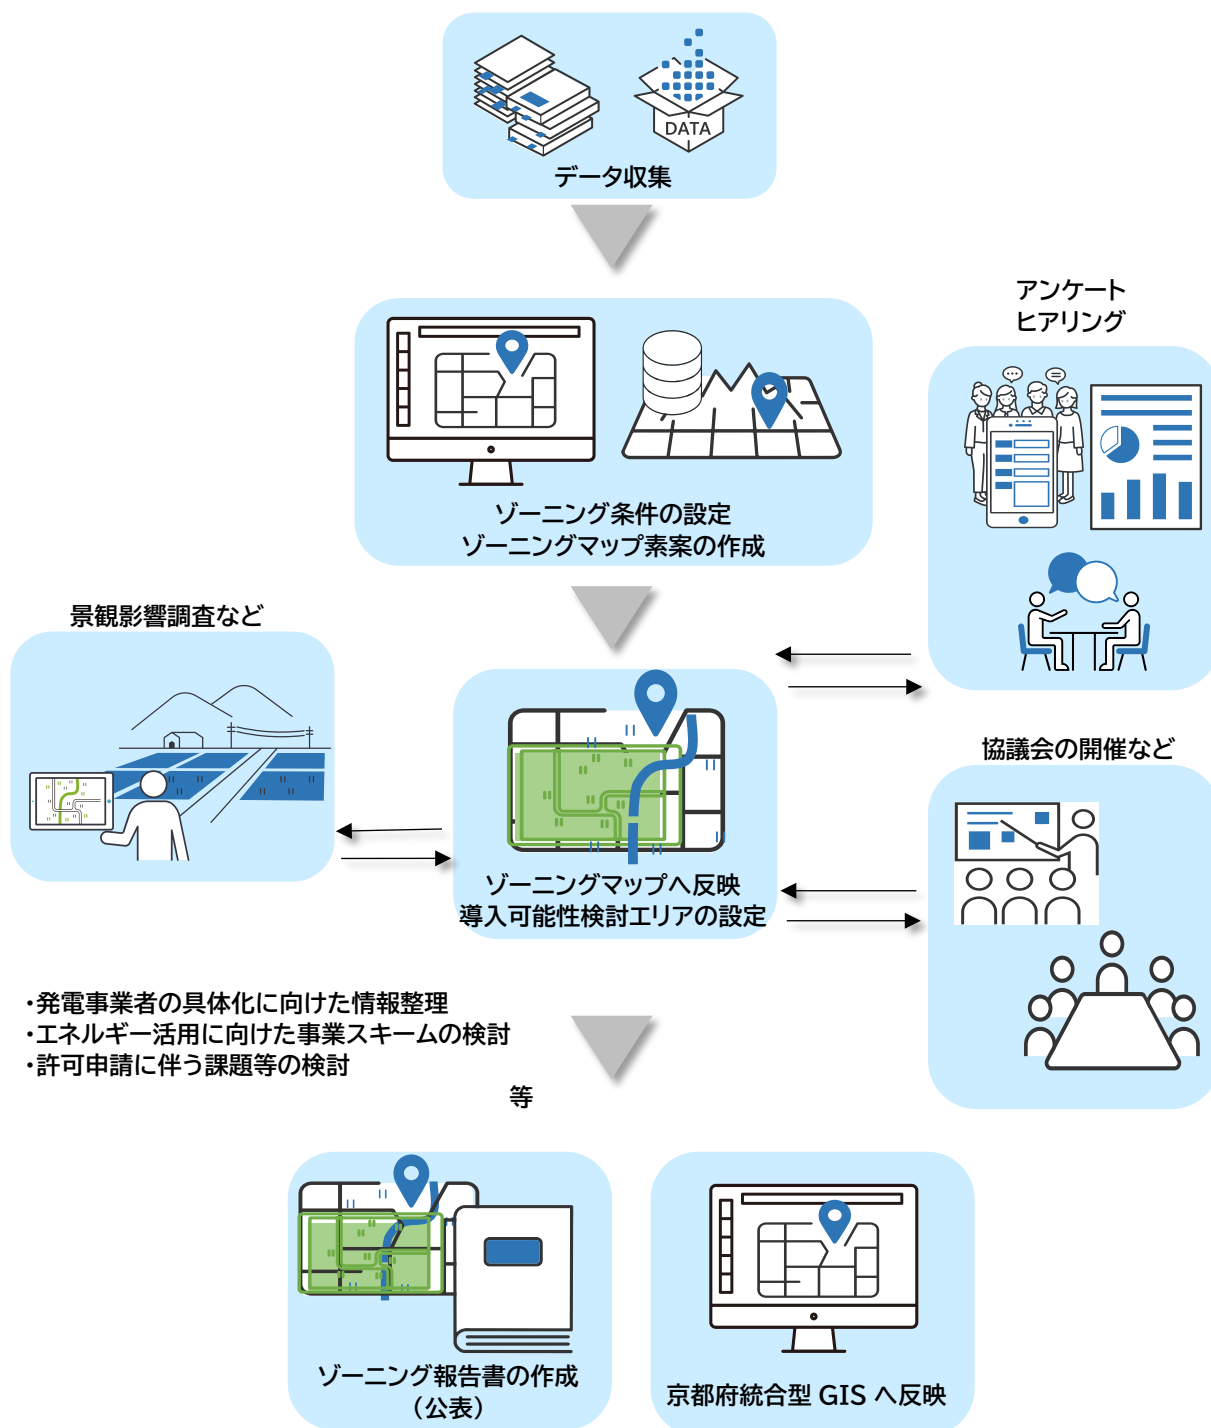 DATA
データ収集
アンケート
ヒアリング
ゾーニング条件の設定
ゾーニングマップ素案の作成
景観影響調査など
協議会の開催など
ゾーニングマップへ反映
導入可能性検討エリアの設定
・発電事業者の具体化に向けた情報整理
・エネルギー活用に向けた事業スキームの検討
・許可申請に伴う課題等の検討
等
ゾーニング報告書の作成
（公表）
京都府統合型 GIS へ反映